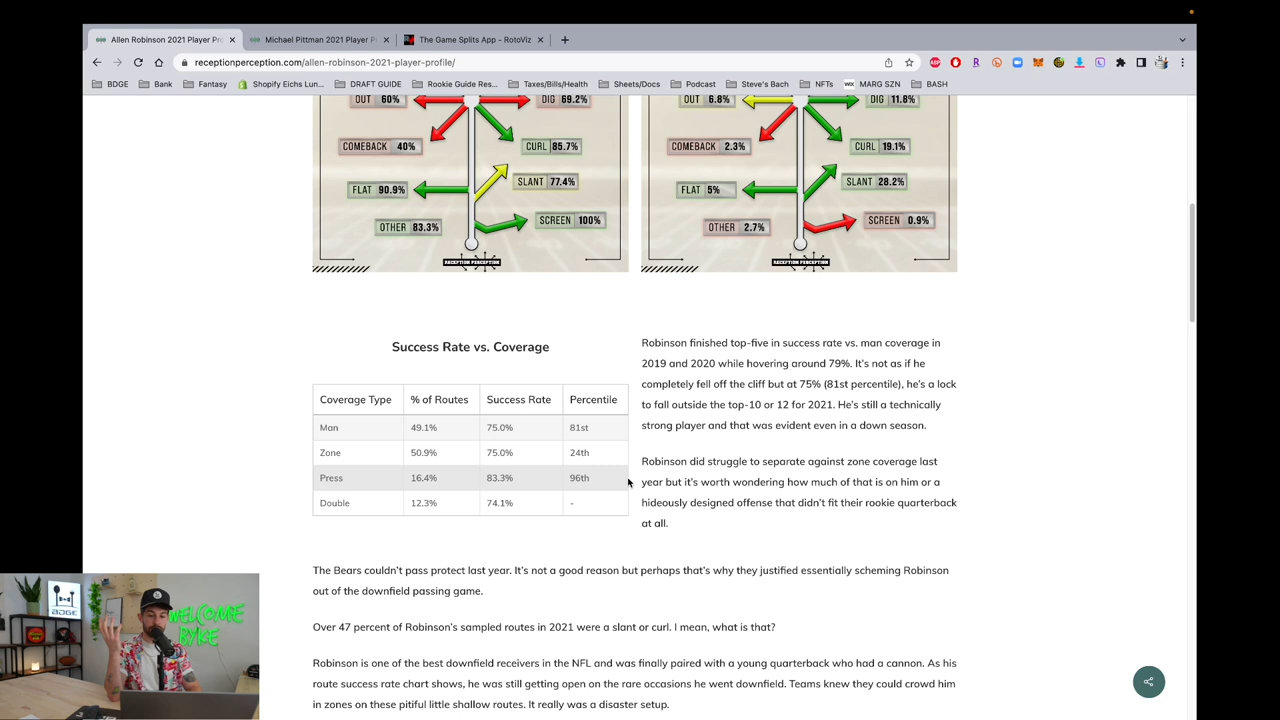 Allen Robinson 2021 Player Pro
Michael Pittman 2021 Player P
The Game Splits App - RotoViz
receptionperception.com/allen-robinson-2021-player-profile/
BDGE
Bank
Fantasy
Shopify Eichs Lun...
DRAFT GUIDE
Rookie Guide Res...
Taxes/Bills/Health
Sheets/Docs
Podcast
Steve's Bach
NFTs
WIX MARG SZN
BASH
OUT 60%
DIG 69.2%
COMEBACK 40%
CURL 85.7%
SLANT 77.4%
FLAT 90.9%
OTHER 83.3%
SCREEN 100%
RECEPTION PERCEPTION
OUT 6.8%
DIG 11.8%
COMEBACK 2.3%
CURL 19.1%
SLANT 28.2%
FLAT 5%
OTHER 2.7%
SCREEN 0.9%
RECEPTION PERCEPTION
Success Rate vs. Coverage
Coverage Type % of Routes Success Rate Percentile
Man 49.1% 75.0% 81st
Zone 50.9% 75.0% 24th
Press 16.4% 83.3% 96th
Double 12.3% 74.1% -
Robinson finished top-five in success rate vs. man coverage in
2019 and 2020 while hovering around 79%. It's not as if he
completely fell off the cliff but at 75% (81st percentile), he's a lock
to fall outside the top-10 or 12 for 2021. He's still a technically
strong player and that was evident even in a down season.
Robinson did struggle to separate against zone coverage last
year but it's worth wondering how much of that is on him or a
hideously designed offense that didn't fit their rookie quarterback
at all.
The Bears couldn't pass protect last year. It's not a good reason but perhaps that's why they justified essentially scheming Robinson
out of the downfield passing game.
Over 47 percent of Robinson's sampled routes in 2021 were a slant or curl. I mean, what is that?
Robinson is one of the best downfield receivers in the NFL and was finally paired with a young quarterback who had a cannon. As his
route success rate chart shows, he was still getting open on the rare occasions he went downfield. Teams knew they could crowd him
in zones on these pitiful little shallow routes. It really was a disaster setup.
BDGE
WELCOME
BYKE